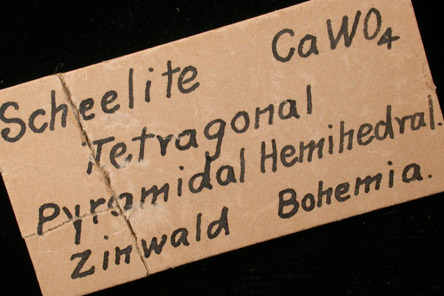 Scheelite CaWO₄
Tetragonal
Pyramidal Hemihedral.
Zinwald Bohemia.